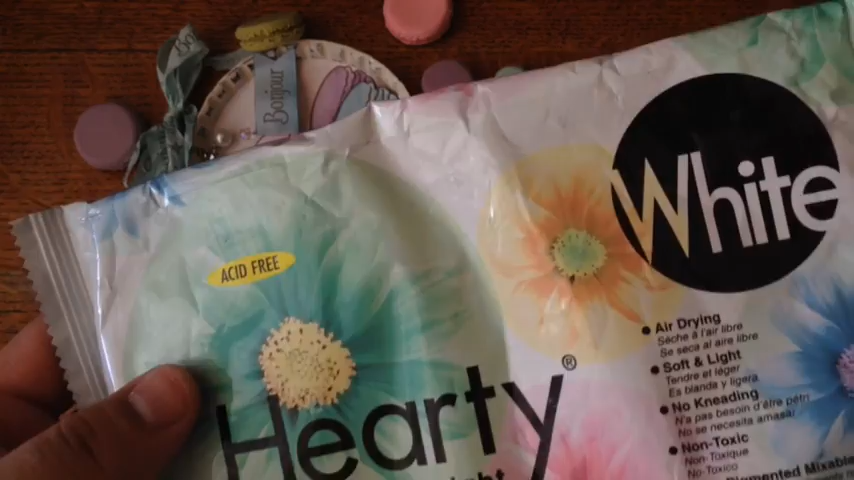 Bonjour
White
ACID FREE
Hearty®
• Air Drying
Sèche à l'air libre
Se seca al aire libre
• Soft & Light
Tendre et léger
Es blanda y ligera
• No Kneading
N'a pas besoin d'être pétri
No se necesita amasar
• Non-Toxic
Non-Toxique
No-Toxico